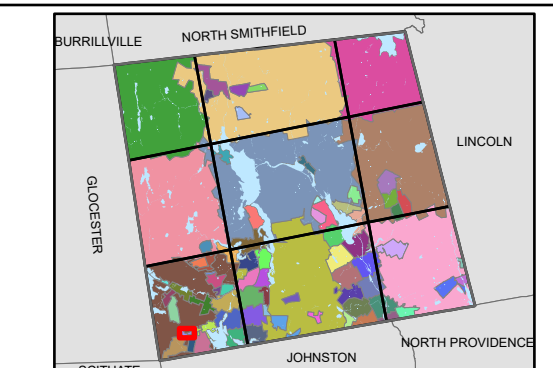 NORTH SMITHFIELD
BURRILLVILLE
LINCOLN
GLOCESTER
NORTH PROVIDENCE
JOHNSTON